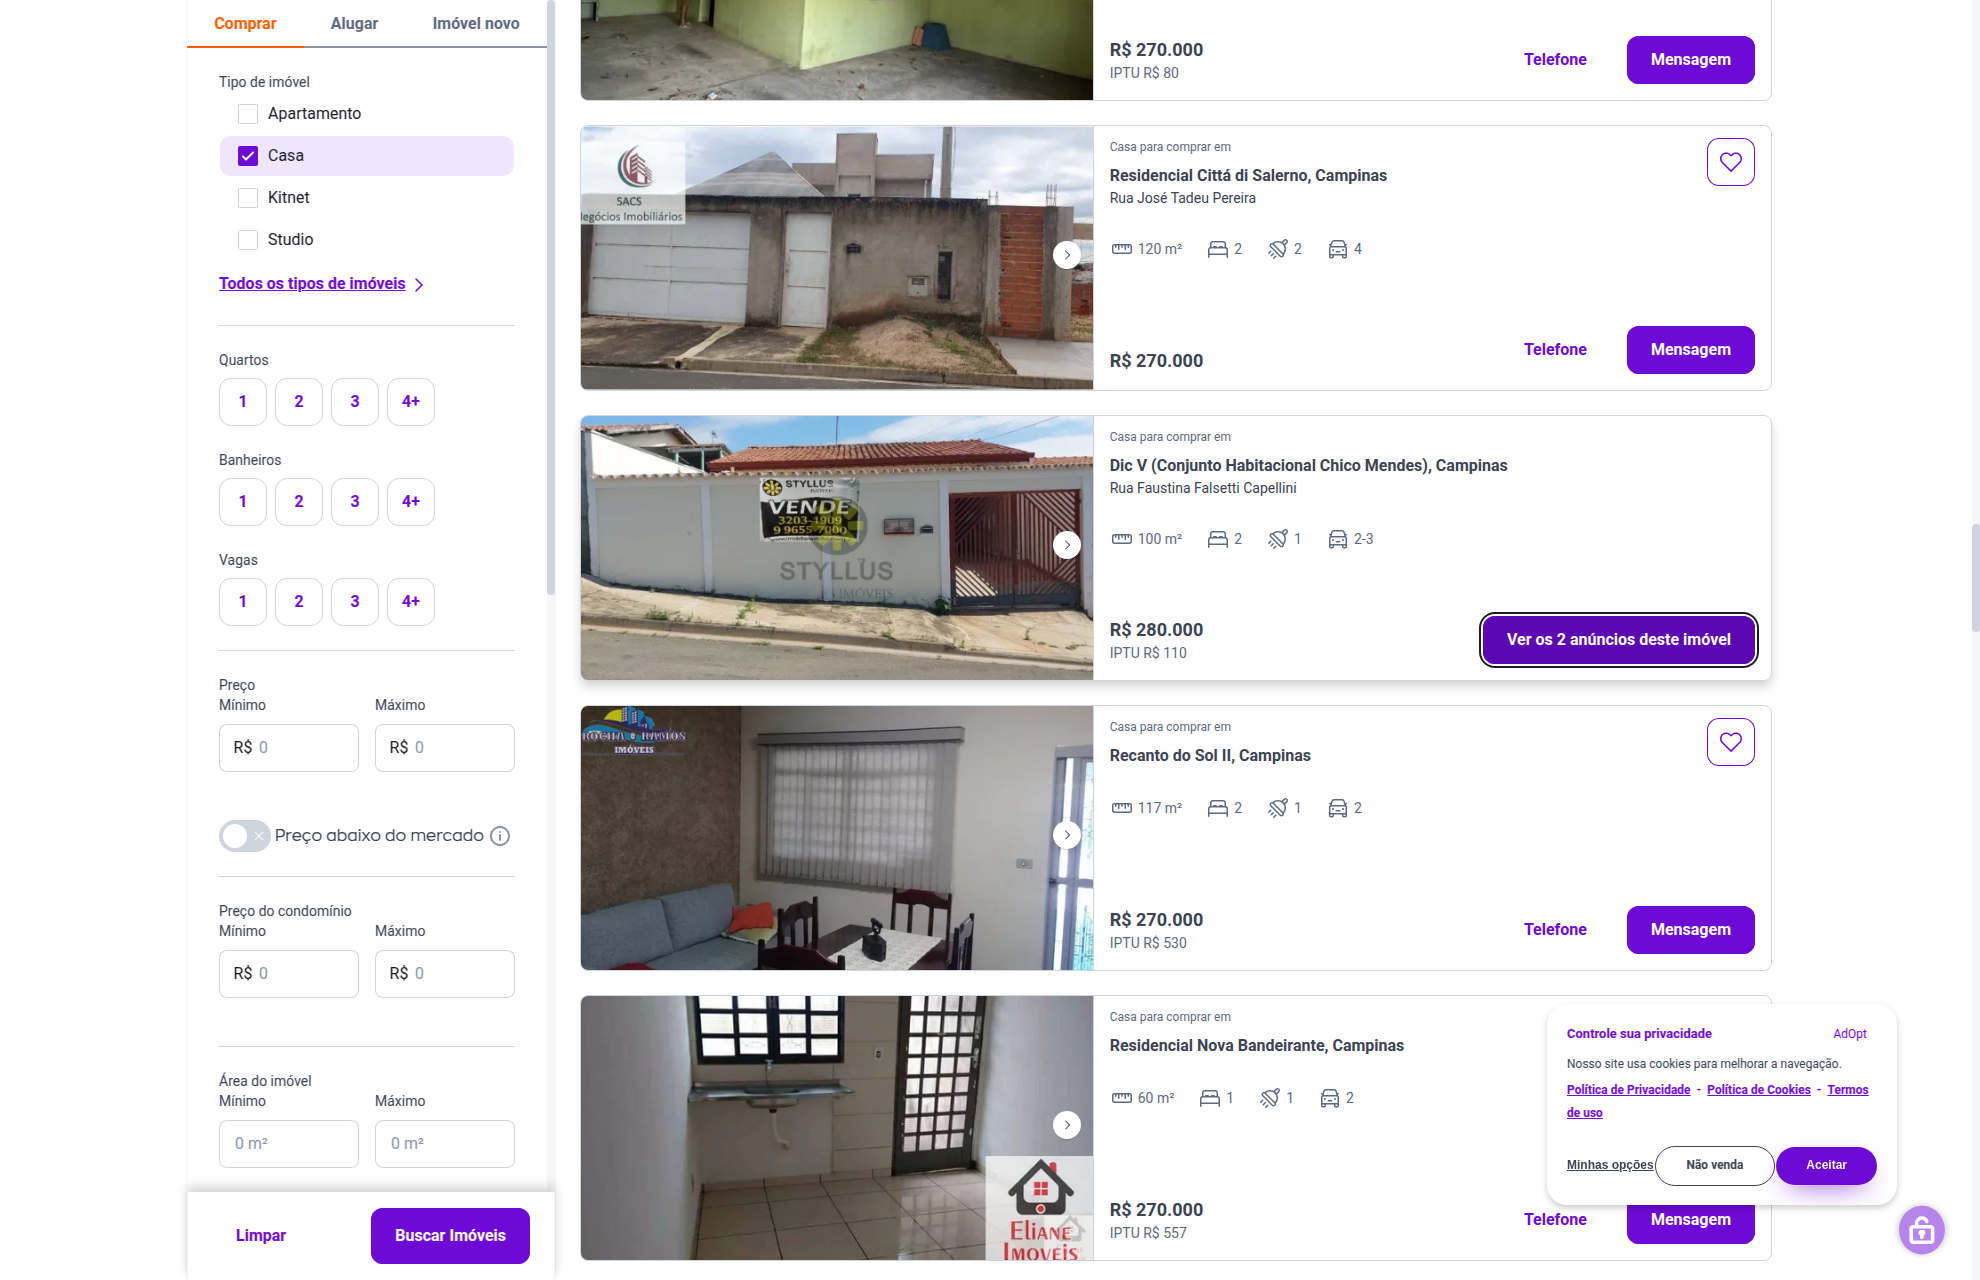 Comprar
Alugar
Imóvel novo
Tipo de imóvel
Apartamento
Casa
Kitnet
Studio
Todos os tipos de imóveis
Quartos
1 2 3 4+
Banheiros
1 2 3 4+
Vagas
1 2 3 4+
Preço
Mínimo Máximo
R$ 0 R$ 0
Preço abaixo do mercado
Preço do condomínio
Mínimo Máximo
R$ 0 R$ 0
Área do imóvel
Mínimo Máximo
0 m² 0 m²
Limpar
Buscar Imóveis
R$ 270.000
IPTU R$ 80
Telefone
Mensagem
SACS
Negócios Imobiliários
Casa para comprar em
Residencial Cittá di Salerno, Campinas
Rua José Tadeu Pereira
120 m² 2 2 4
R$ 270.000
Telefone
Mensagem
STYLLUS
VENDE
3203-4909
9 9655-7000
STYLLUS
IMÓVEIS
Casa para comprar em
Dic V (Conjunto Habitacional Chico Mendes), Campinas
Rua Faustina Falsetti Capellini
100 m² 2 1 2-3
R$ 280.000
IPTU R$ 110
Ver os 2 anúncios deste imóvel
ROCHA & RAMOS
IMÓVEIS
Casa para comprar em
Recanto do Sol II, Campinas
117 m² 2 1 2
R$ 270.000
IPTU R$ 530
Telefone
Mensagem
ELIANE
IMOVEIS
Casa para comprar em
Residencial Nova Bandeirante, Campinas
60 m² 1 1 2
R$ 270.000
IPTU R$ 557
Telefone
Mensagem
Controle sua privacidade
AdOpt
Nosso site usa cookies para melhorar a navegação.
Política de Privacidade - Política de Cookies - Termos
de uso
Minhas opções
Não venda
Aceitar